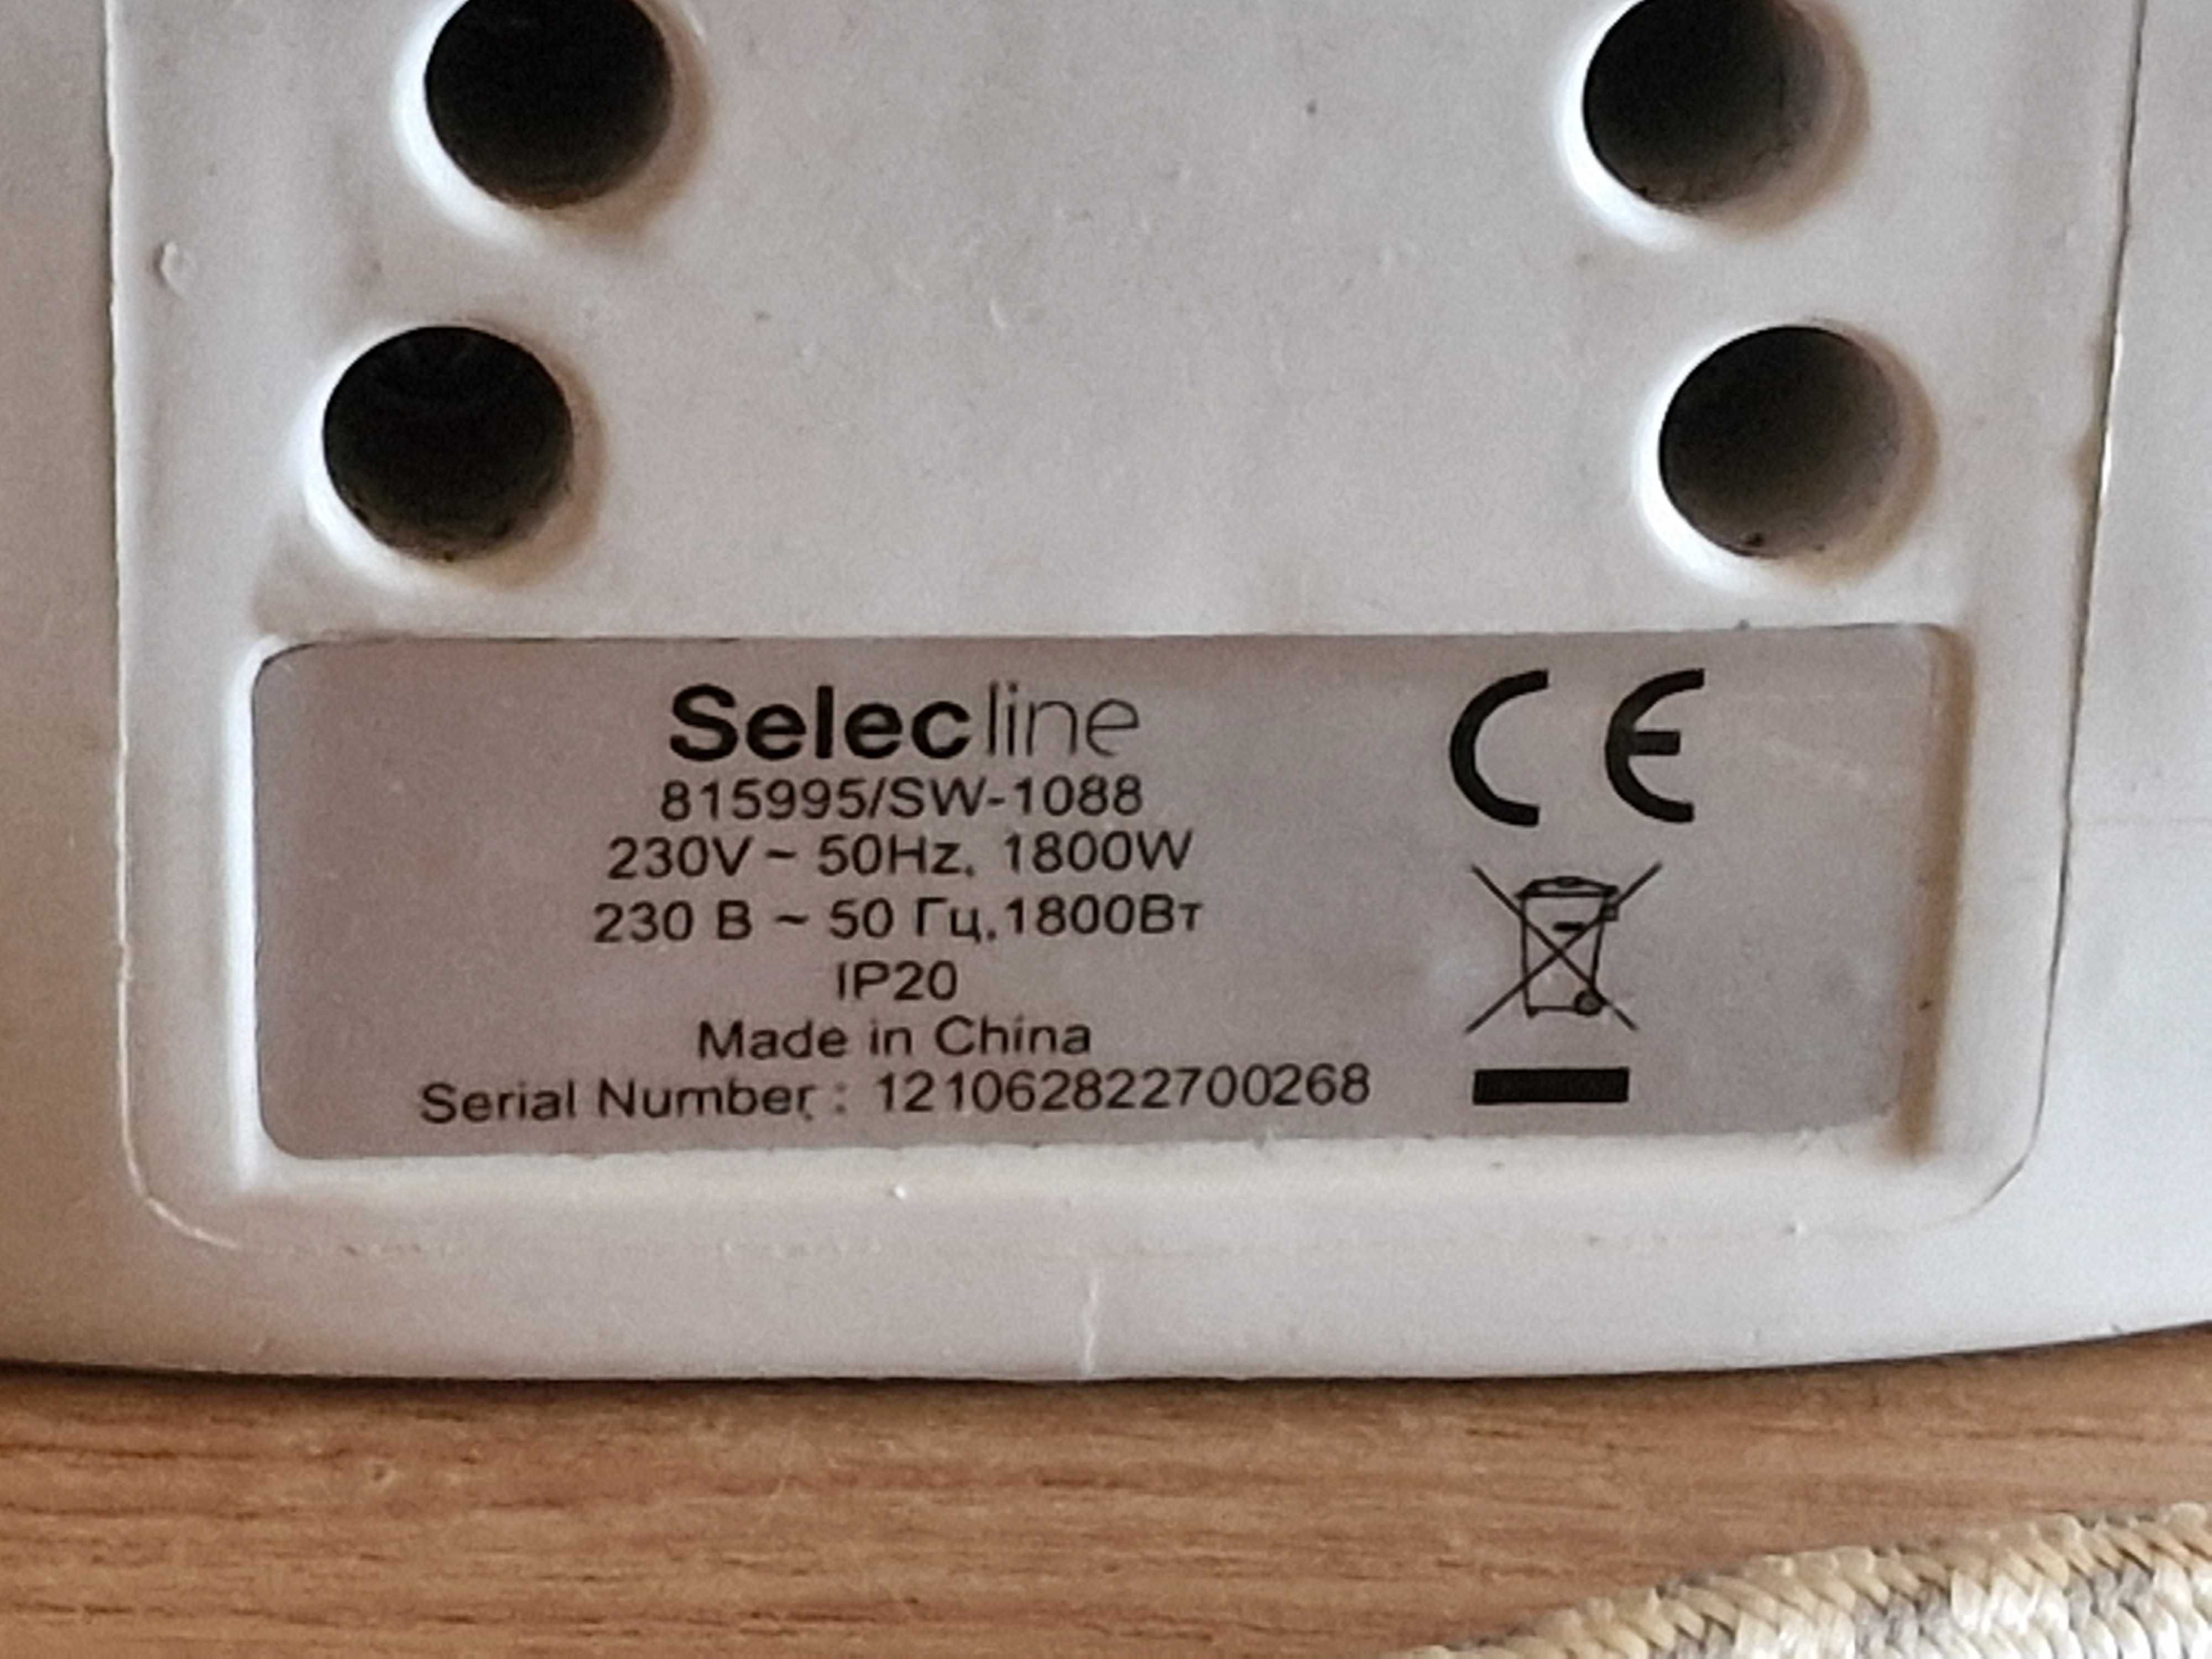 Selecline
815995/SW-1088
230V ~ 50Hz, 1800W
230 В ~ 50 Гц,1800Вт
IP20
Made in China
Serial Number : 121062822700268
CE